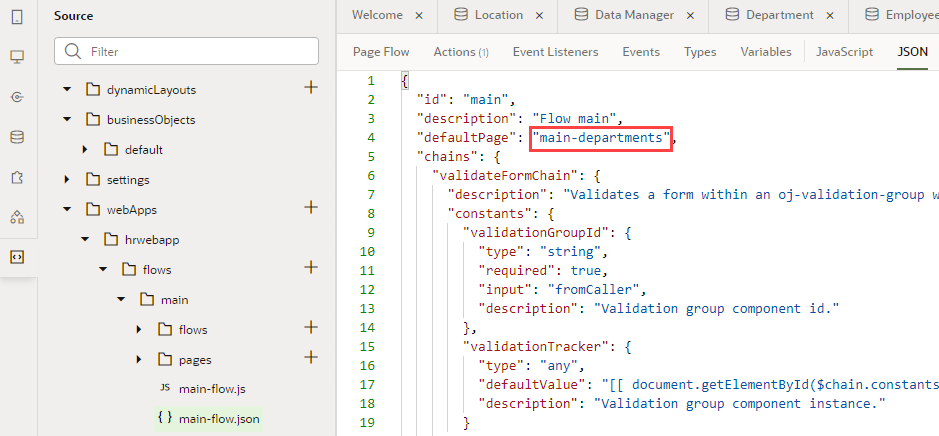 Source
Filter
dynamicLayouts
businessObjects
default
settings
webApps
hrwebapp
flows
main
flows
pages
JS main-flow.js
{ } main-flow.json
Welcome × Location × Data Manager × Department × Employee
Page Flow Actions (1) Event Listeners Events Types Variables JavaScript JSON
1 {
2 "id": "main",
3 "description": "Flow main",
4 "defaultPage": "main-departments",
5 "chains": {
6 "validateFormChain": {
7 "description": "Validates a form within an oj-validation-group w
8 "constants": {
9 "validationGroupId": {
10 "type": "string",
11 "required": true,
12 "input": "fromCaller",
13 "description": "Validation group component id."
14 },
15 "validationTracker": {
16 "type": "any",
17 "defaultValue": "[[ document.getElementById($chain.constants
18 "description": "Validation group component instance."
19 }